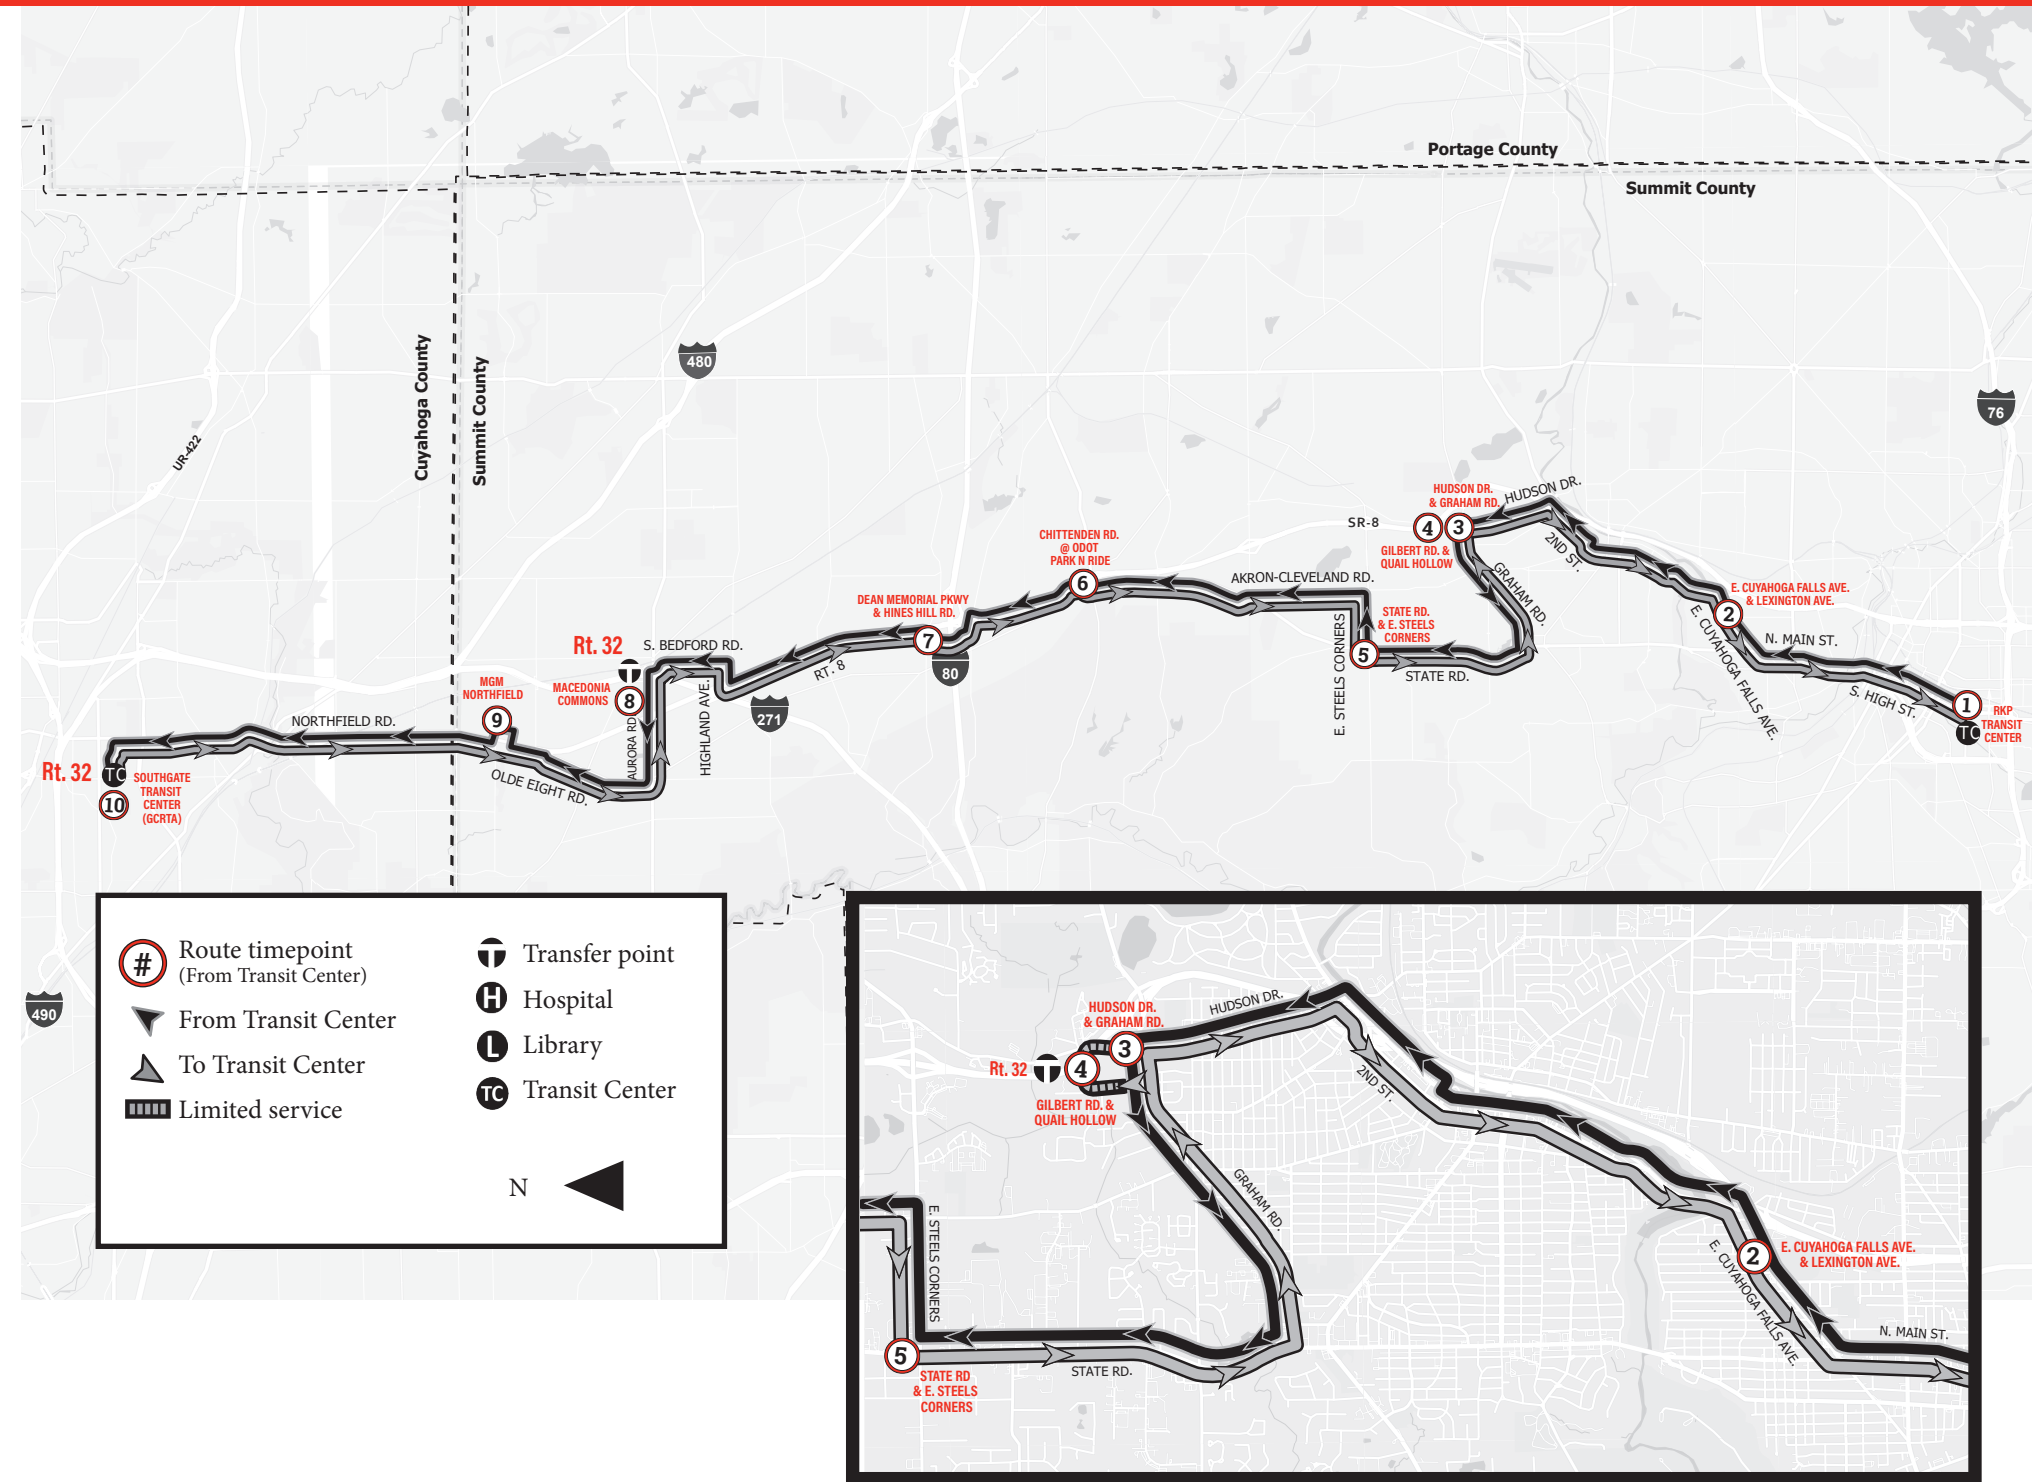 Portage County
Summit County
480
Cuyahoga County
Summit County
UR-422
76
HUDSON DR.
& GRAHAM RD.
HUDSON DR.
SR-8
4
3
GILBERT RD. &
QUAIL HOLLOW
2ND ST.
GRAHAM RD.
CHITTENDEN RD.
@ ODOT
PARK N RIDE
6
AKRON-CLEVELAND RD.
E. CUYAHOGA FALLS AVE.
& LEXINGTON AVE.
2
E. CUYAHOGA FALLS AVE.
N. MAIN ST.
S. HIGH ST.
1
RKP
TRANSIT
CENTER
TC
DEAN MEMORIAL PKWY
& HINES HILL RD.
7
80
STATE RD.
& E. STEELS
CORNERS
5
E. STEELS CORNERS
STATE RD.
Rt. 32
S. BEDFORD RD.
T
MACEDONIA
COMMONS
8
RT. 8
271
HIGHLAND AVE.
AURORA RD
MGM
NORTHFIELD
9
NORTHFIELD RD.
OLDE EIGHT RD.
Rt. 32
TC
SOUTHGATE
TRANSIT
CENTER
(GCRTA)
10
490
# Route timepoint
(From Transit Center)
From Transit Center
To Transit Center
Limited service
T Transfer point
H Hospital
L Library
TC Transit Center
N
HUDSON DR.
& GRAHAM RD.
HUDSON DR.
3
Rt. 32
T
4
GILBERT RD. &
QUAIL HOLLOW
2ND ST.
GRAHAM RD.
E. STEELS CORNERS
2
E. CUYAHOGA FALLS AVE.
& LEXINGTON AVE.
E. CUYAHOGA FALLS AVE.
N. MAIN ST.
5
STATE RD.
STATE RD
& E. STEELS
CORNERS